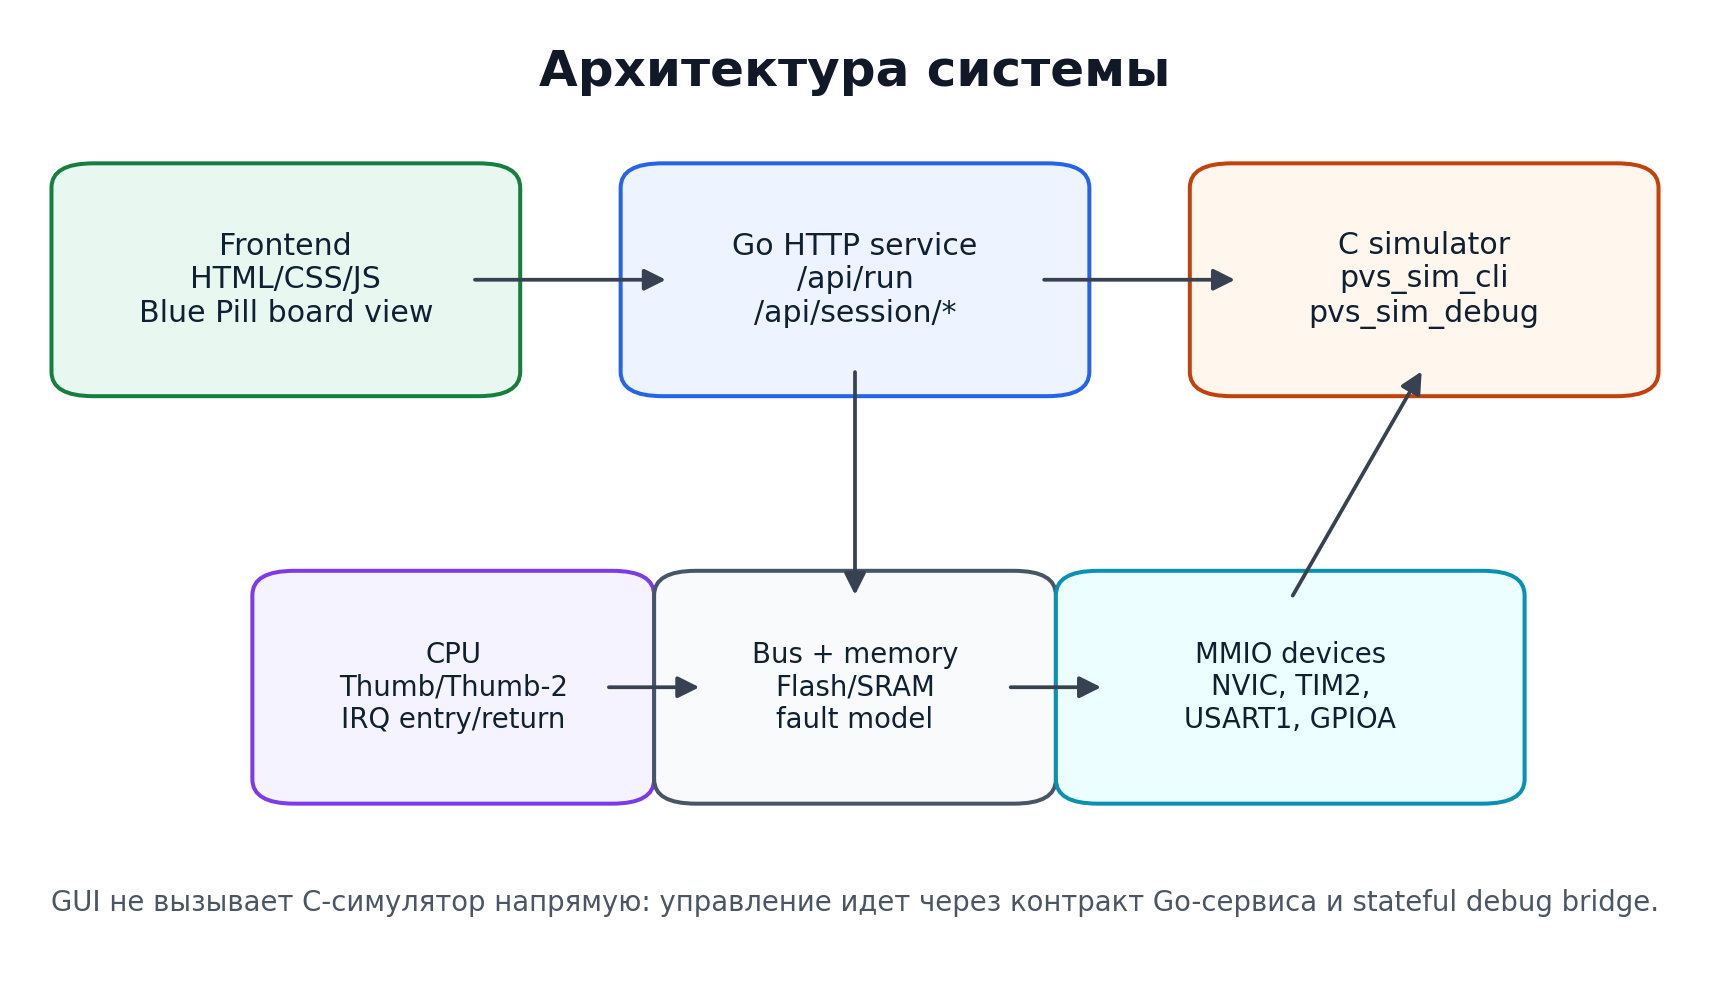 Архитектура системы
Frontend
HTML/CSS/JS
Blue Pill board view
Go HTTP service
/api/run
/api/session/*
C simulator
pvs_sim_cli
pvs_sim_debug
CPU
Thumb/Thumb-2
IRQ entry/return
Bus + memory
Flash/SRAM
fault model
MMIO devices
NVIC, TIM2,
USART1, GPIOA
GUI не вызывает C-симулятор напрямую: управление идет через контракт Go-сервиса и stateful debug bridge.